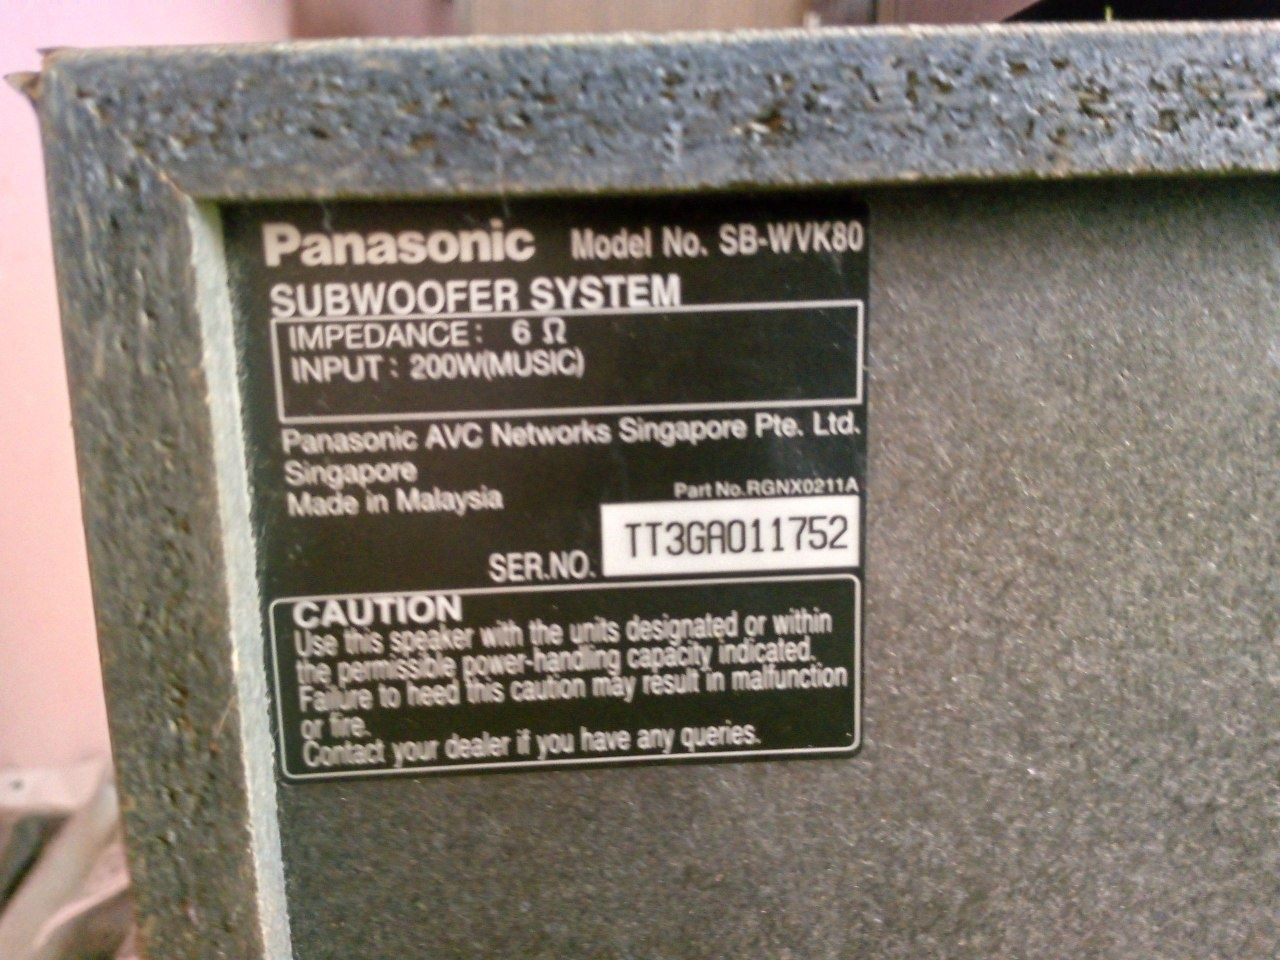 Panasonic Model No. SB-WVK80
SUBWOOFER SYSTEM
IMPEDANCE: 6 Ω
INPUT: 200W(MUSIC)
Panasonic AVC Networks Singapore Pte. Ltd.
Singapore
Made in Malaysia
Part No.RGNX0211A
SER.NO. TT3GA011752
CAUTION
Use this speaker with the units designated or within
the permissible power-handling capacity indicated.
Failure to heed this caution may result in malfunction
or fire.
Contact your dealer if you have any queries.